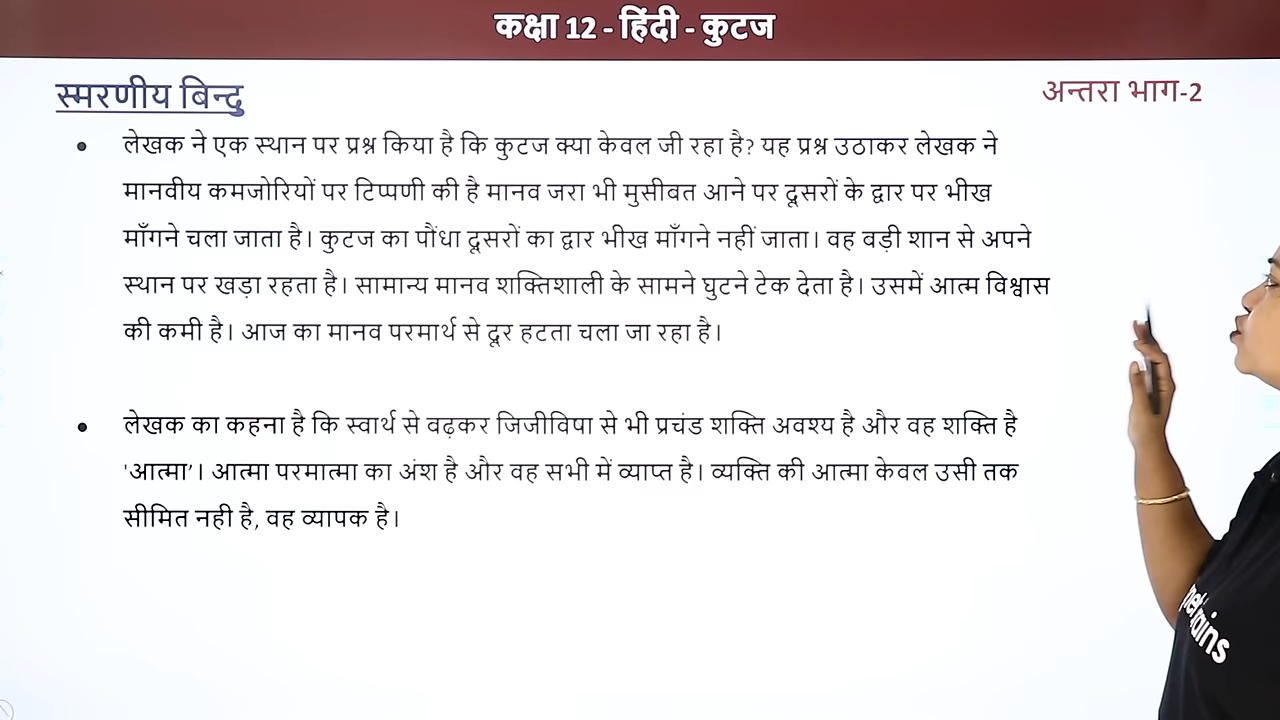 कक्षा 12 - हिंदी - कुटज
स्मरणीय बिन्दु
अन्तरा भाग-2
• लेखक ने एक स्थान पर प्रश्न किया है कि कुटज क्या केवल जी रहा है? यह प्रश्न उठाकर लेखक ने
मानवीय कमजोरियों पर टिप्पणी की है मानव जरा भी मुसीवत आने पर दूसरों के द्वार पर भीख
माँगने चला जाता है। कुटज का पौंधा दूसरों का द्वार भीख माँगने नहीं जाता। वह वड़ी शान से अपने
स्थान पर खड़ा रहता है। सामान्य मानव शक्तिशाली के सामने घुटने टेक देता है। उसमें आत्म विश्वास
की कमी है। आज का मानव परमार्थ से दूर हटता चला जा रहा है।
• लेखक का कहना है कि स्वार्थ से वढ़कर जिजीविपा से भी प्रचंड शक्ति अवश्य है और वह शक्ति है
'आत्मा'। आत्मा परमात्मा का अंश है और वह सभी में व्याप्त है। व्यक्ति की आत्मा केवल उसी तक
सीमित नही है, वह व्यापक है।